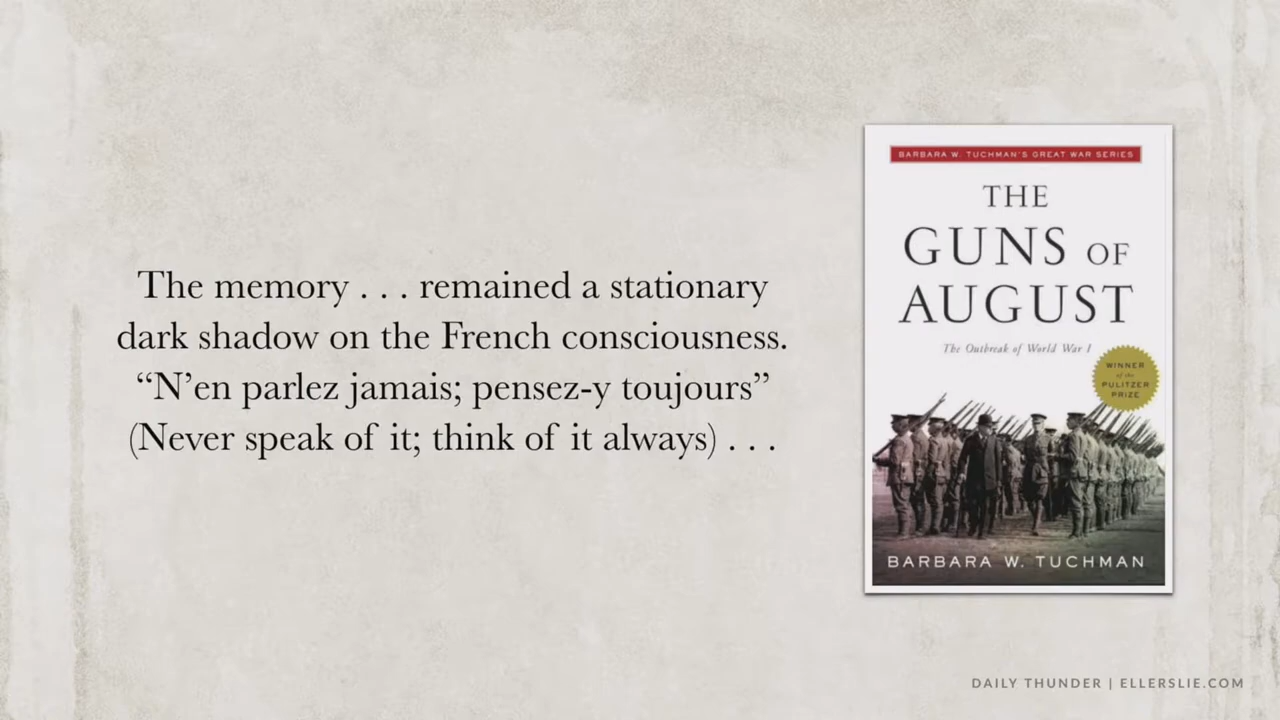 The memory . . . remained a stationary
dark shadow on the French consciousness.
“N’en parlez jamais; pensez-y toujours”
(Never speak of it; think of it always) . . .
BARBARA W. TUCHMAN'S GREAT WAR SERIES
THE
GUNS OF
AUGUST
The Outbreak of World War I
WINNER
of the
PULITZER
PRIZE
BARBARA W. TUCHMAN
DAILY THUNDER | ELLERSLIE.COM